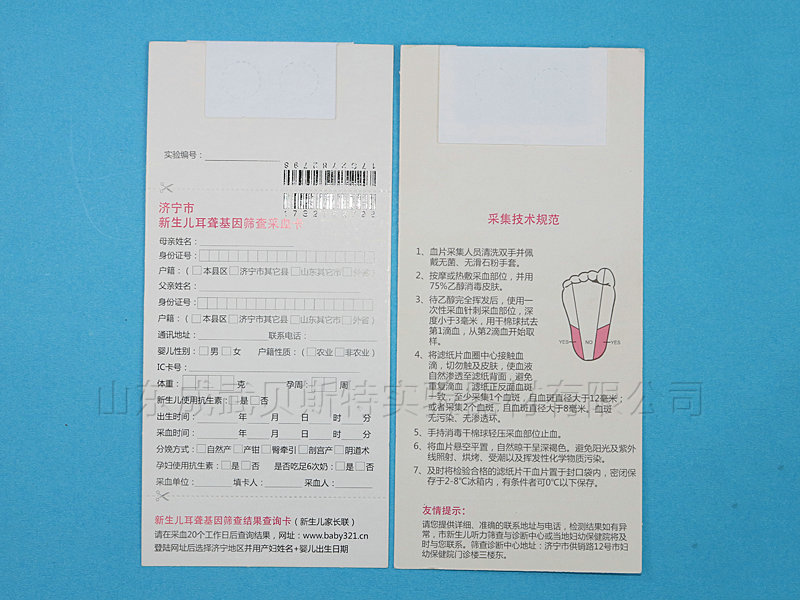 实验编号：
济宁市
新生儿耳聋基因筛查采血卡
母亲姓名：
身份证号：
户籍：（□本县区□济宁市其它县□山东其它市□外省）
父亲姓名：
身份证号：
户籍：（□本县区□济宁市其它县□山东其它市□外省）
通讯地址： 联系电话：
婴儿性别：□男□女 户籍性质：（□农业□非农业）
IC卡号：
体重： 克 孕周： 周
新生儿使用抗生素：□是□否
出生时间： 年 月 日 时 分
采血时间： 年 月 日 时 分
分娩方式：□自然产□产钳□臀牵引□剖宫产□阴道术
孕妇使用抗生素：□是□否 是否吃足6次奶：□是□否
采血单位： 填卡人： 采血人：
新生儿耳聋基因筛查结果查询卡（新生儿家长联）
请在采血20个工作日后查询结果，网址：www.baby321.cn
登陆网址后选择济宁地区并用产妇姓名+婴儿出生日期
采集技术规范
1、血片采集人员清洗双手并佩
戴无菌、无滑石粉手套。
2、按摩或热敷采血部位，并用
75%乙醇消毒皮肤。
3、待乙醇完全挥发后，使用一
次性采血针刺采血部位，深
度小于3毫米，用干棉球拭去
第1滴血，从第2滴血开始取
样。
YES NO YES
4、将滤纸片血圈中心接触血
滴，切勿触及皮肤，使血液
自然渗透至滤纸背面，避免
重复滴血，滤纸正反面血斑
一致，至少采集1个血斑，且血斑直径大于12毫米；
或者采集2个血斑，且血斑直径大于8毫米。血斑
无污染、无渗透环。
5、手持消毒干棉球轻压采血部位止血。
6、将血片悬空平置，自然晾干呈深褐色。避免阳光及紫外
线照射、烘烤、受潮以及挥发性化学物质污染。
7、及时将检验合格的滤纸片干血片置于封口袋内，密闭保
存于2-8℃冰箱内，有条件者可0℃以下保存。
友情提示：
请您提供详细、准确的联系地址与电话，检测结果如有异
常，市新生儿听力筛查与诊断中心或当地妇幼保健院将及
时与您联系。筛查诊断中心地址：济宁市供销路12号市妇
幼保健院门诊楼三楼东。